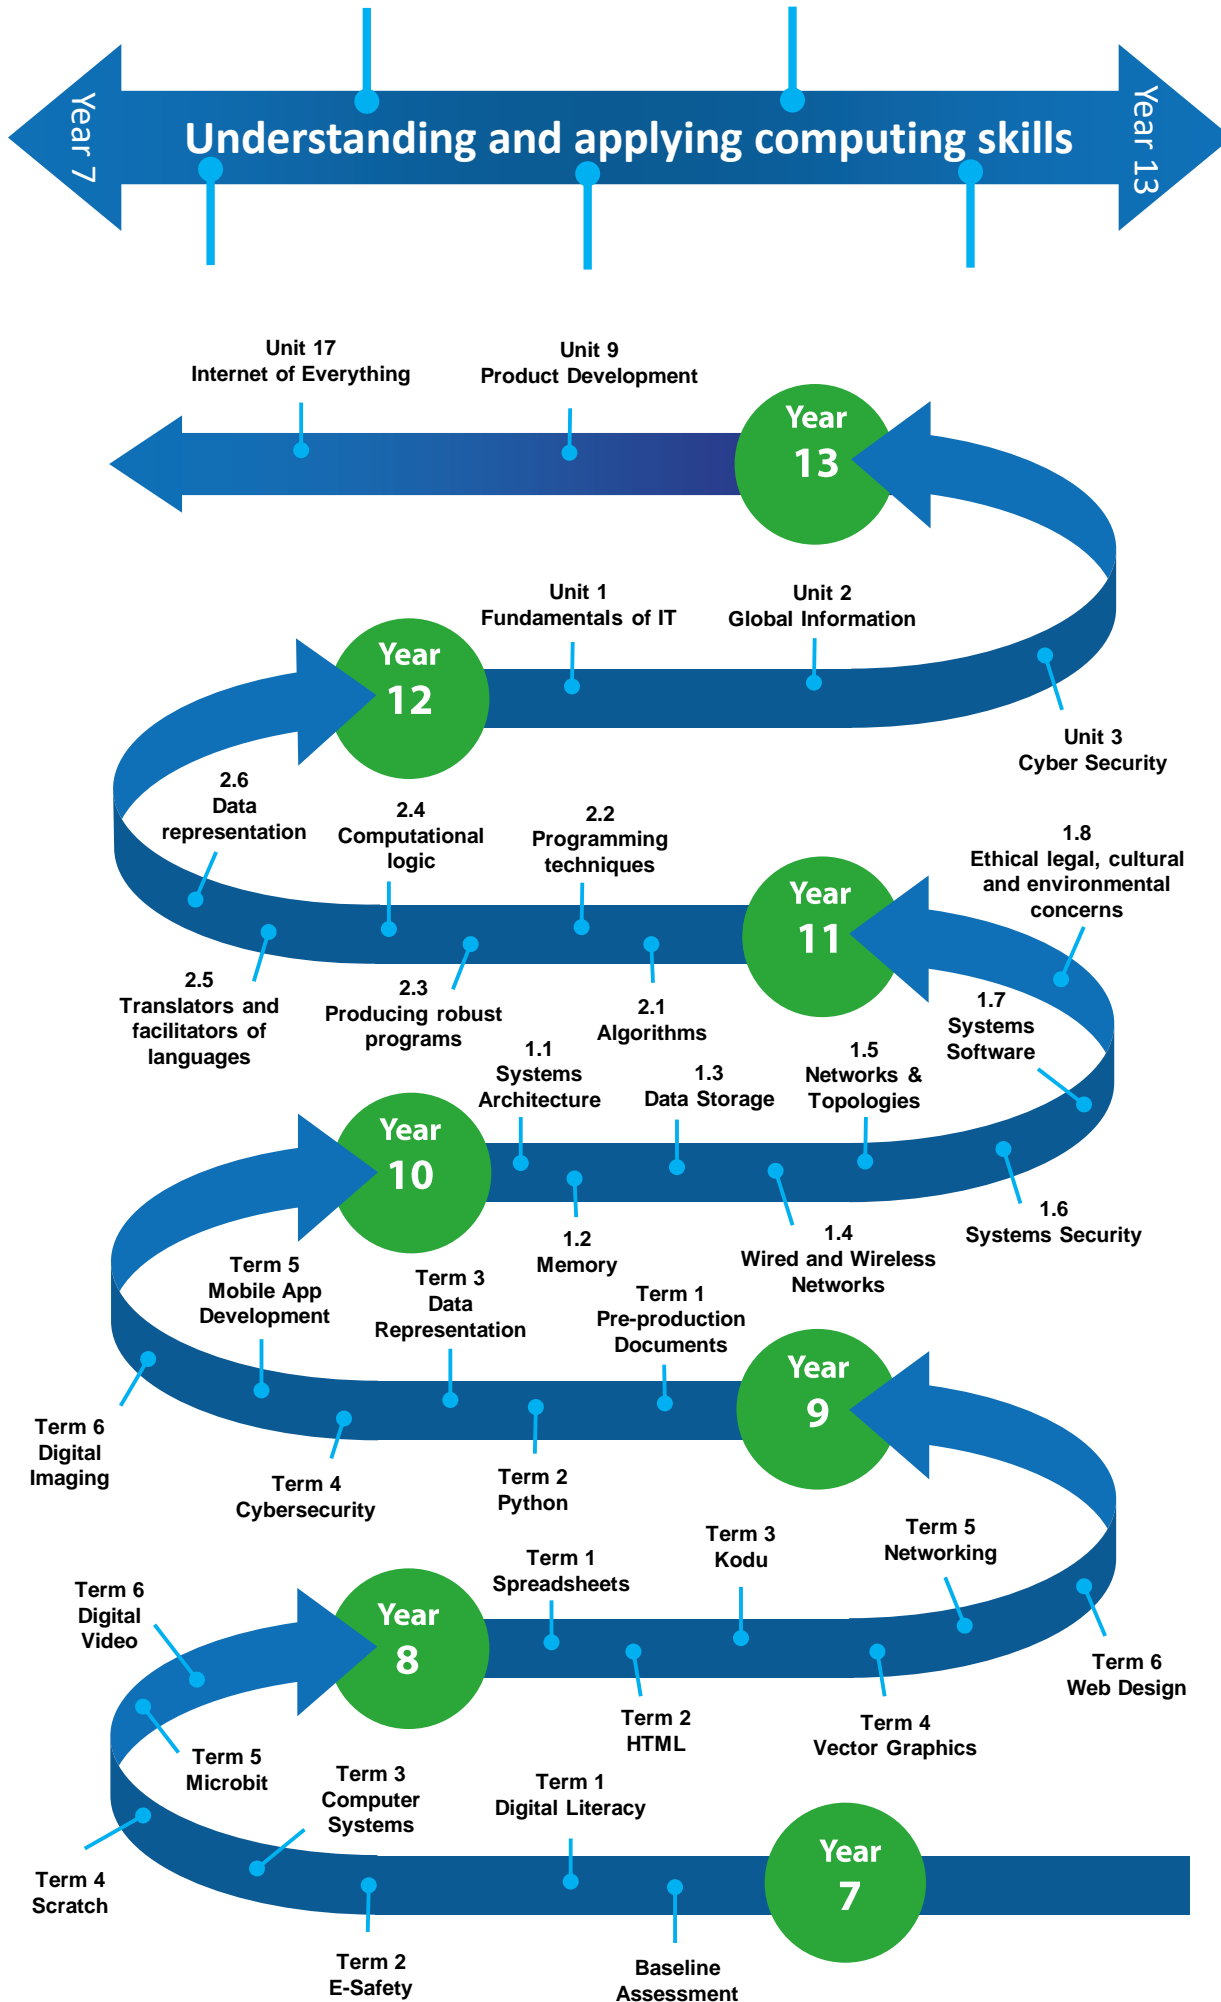 Year 7
Understanding and applying computing skills
Year 13
Unit 17
Internet of Everything
Unit 9
Product Development
Year
13
Unit 1
Fundamentals of IT
Unit 2
Global Information
Unit 3
Cyber Security
Year
12
2.6
Data
representation
2.4
Computational
logic
2.2
Programming
techniques
1.8
Ethical legal, cultural
and environmental
concerns
Year
11
2.5
Translators and
facilitators of
languages
2.3
Producing robust
programs
2.1
Algorithms
1.7
Systems
Software
1.1
Systems
Architecture
1.3
Data Storage
1.5
Networks &
Topologies
Year
10
1.2
Memory
1.4
Wired and Wireless
Networks
1.6
Systems Security
Term 5
Mobile App
Development
Term 3
Data
Representation
Term 1
Pre-production
Documents
Year
9
Term 6
Digital
Imaging
Term 4
Cybersecurity
Term 2
Python
Term 1
Spreadsheets
Term 3
Kodu
Term 5
Networking
Term 6
Digital
Video
Year
8
Term 2
HTML
Term 4
Vector Graphics
Term 6
Web Design
Term 5
Microbit
Term 3
Computer
Systems
Term 1
Digital Literacy
Year
7
Term 4
Scratch
Term 2
E-Safety
Baseline
Assessment